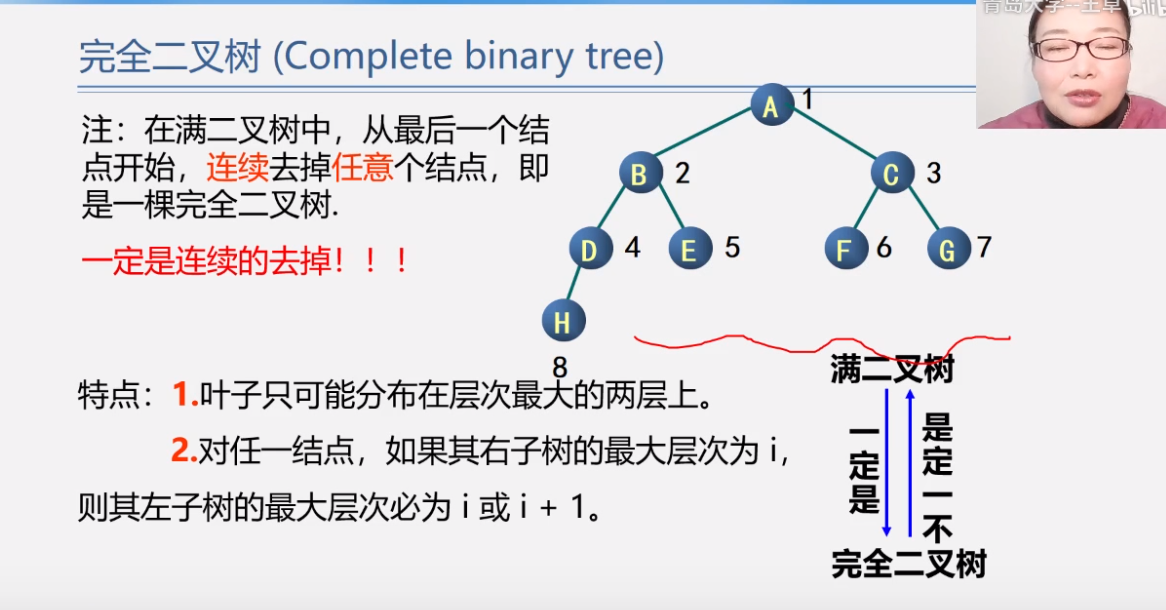 青岛大学--王卓 bilib
完全二叉树 (Complete binary tree)
注：在满二叉树中，从最后一个结
点开始，连续去掉任意个结点，即
是一棵完全二叉树.
一定是连续的去掉！！！
A 1
B 2
C 3
D 4
E 5
F 6
G 7
H
8
特点：1.叶子只可能分布在层次最大的两层上。
2.对任一结点，如果其右子树的最大层次为 i，
则其左子树的最大层次必为 i 或 i + 1。
满二叉树
一定是
是定一不
完全二叉树